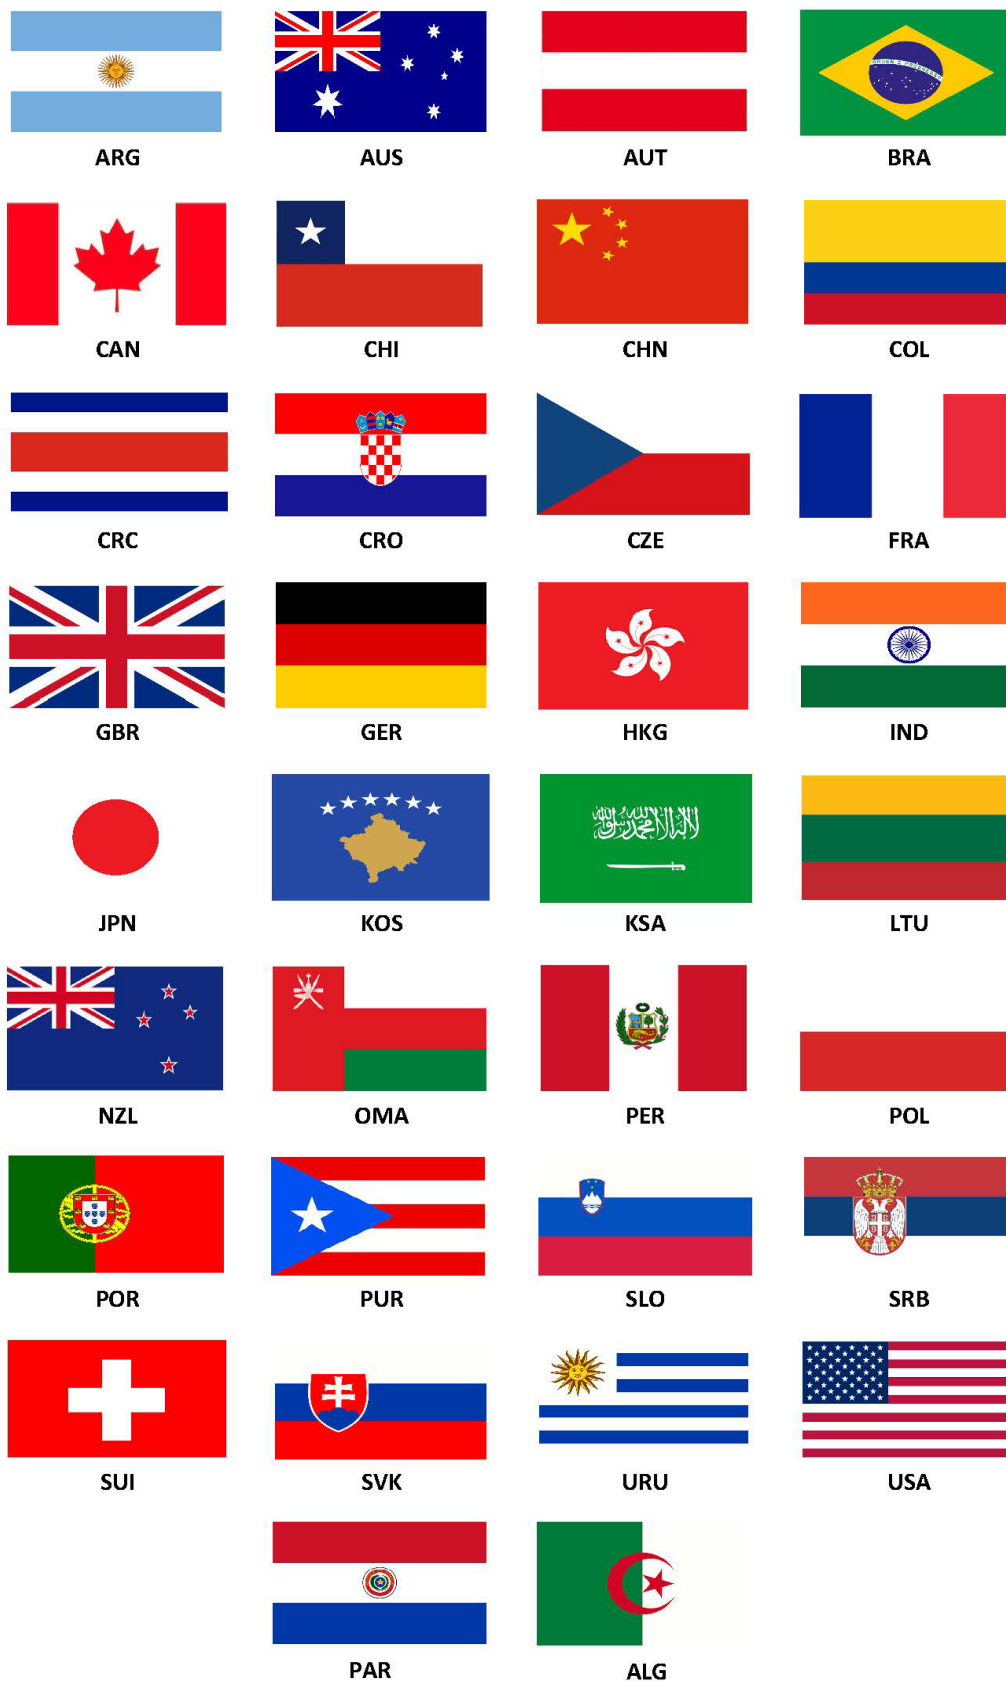 ARG AUS AUT BRA
CAN CHI CHN COL
CRC CRO CZE FRA
GBR GER HKG IND
JPN KOS KSA LTU
NZL OMA PER POL
POR PUR SLO SRB
SUI SVK URU USA
PAR ALG